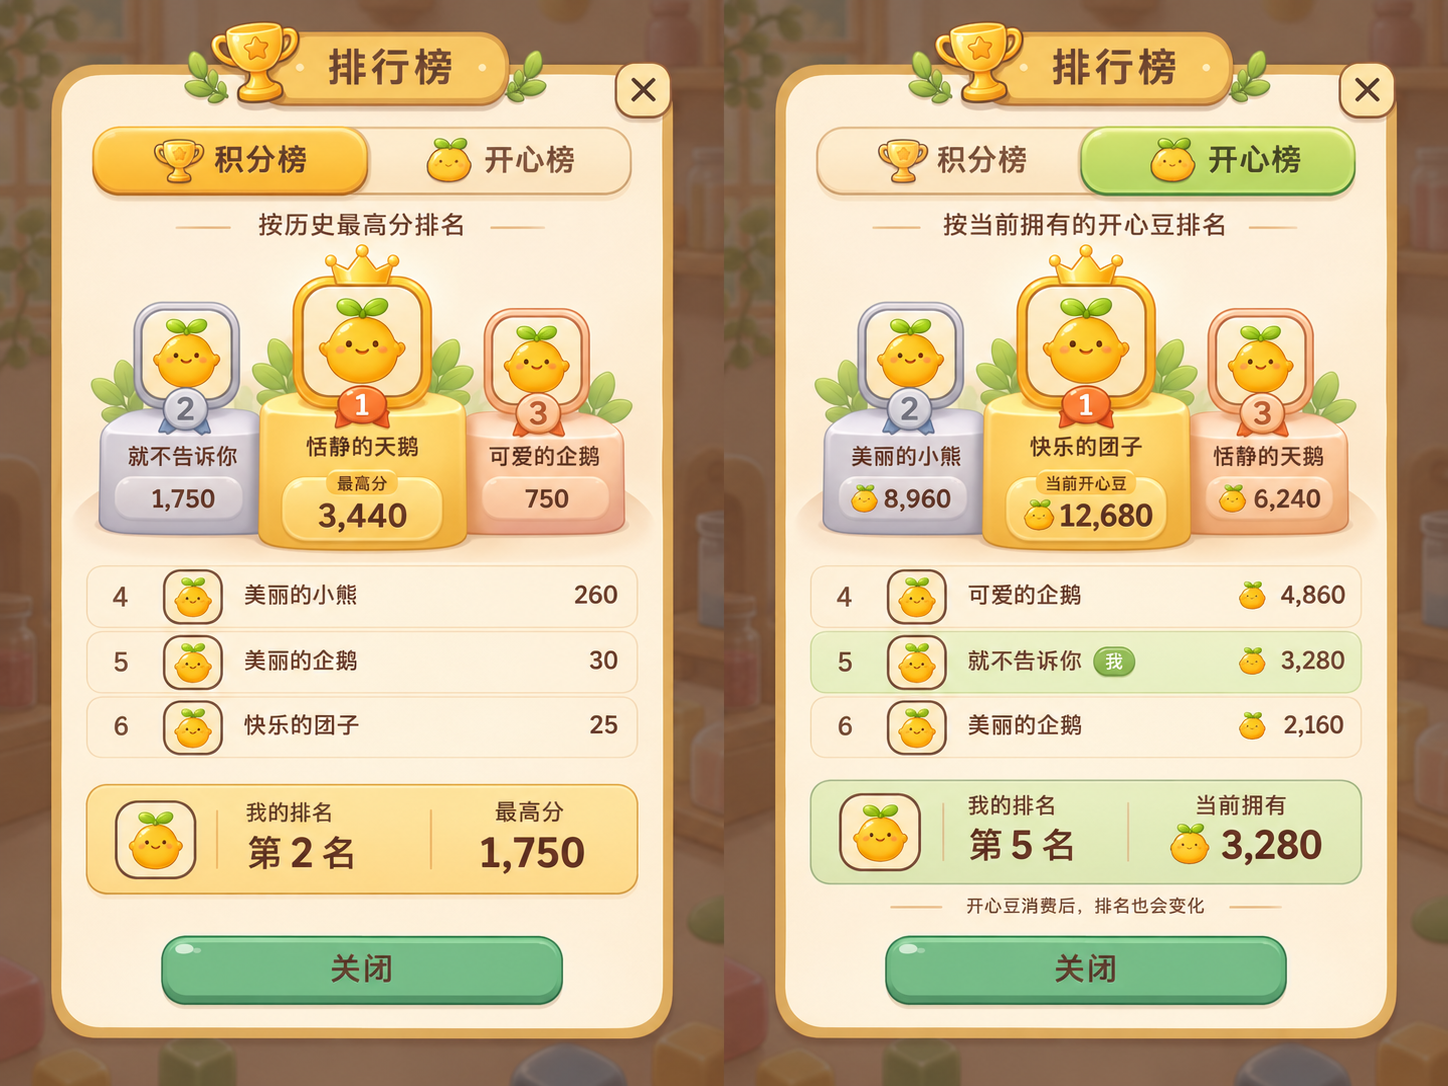 排行榜
积分榜 开心榜
按历史最高分排名
2
就不告诉你
1,750
1
恬静的天鹅
最高分
3,440
3
可爱的企鹅
750
4 美丽的小熊 260
5 美丽的企鹅 30
6 快乐的团子 25
我的排名
第 2 名
最高分
1,750
关闭
排行榜
积分榜 开心榜
按当前拥有的开心豆排名
2
美丽的小熊
8,960
1
快乐的团子
当前开心豆
12,680
3
恬静的天鹅
6,240
4 可爱的企鹅 4,860
5 就不告诉你 我 3,280
6 美丽的企鹅 2,160
我的排名
第 5 名
当前拥有
3,280
开心豆消费后，排名也会变化
关闭